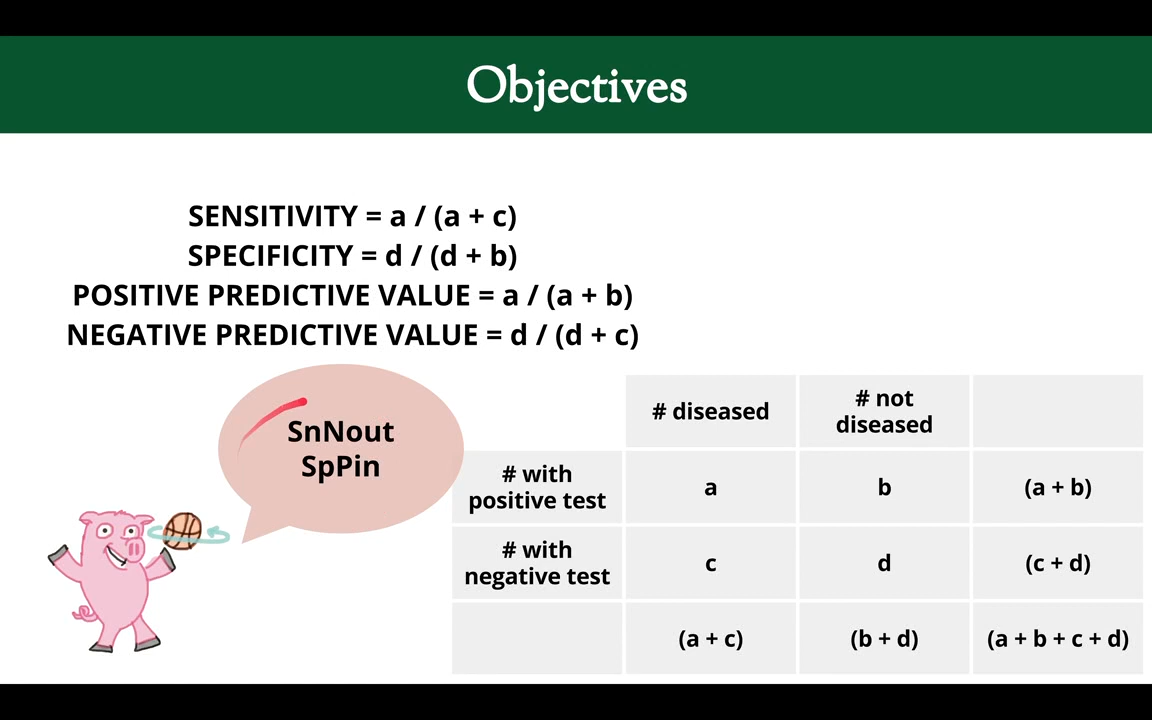 Objectives
SENSITIVITY = a / (a + c)
SPECIFICITY = d / (d + b)
POSITIVE PREDICTIVE VALUE = a / (a + b)
NEGATIVE PREDICTIVE VALUE = d / (d + c)
SnNout
SpPin
# diseased
# not
diseased
# with
positive test
a
b
(a + b)
# with
negative test
c
d
(c + d)
(a + c)
(b + d)
(a + b + c + d)